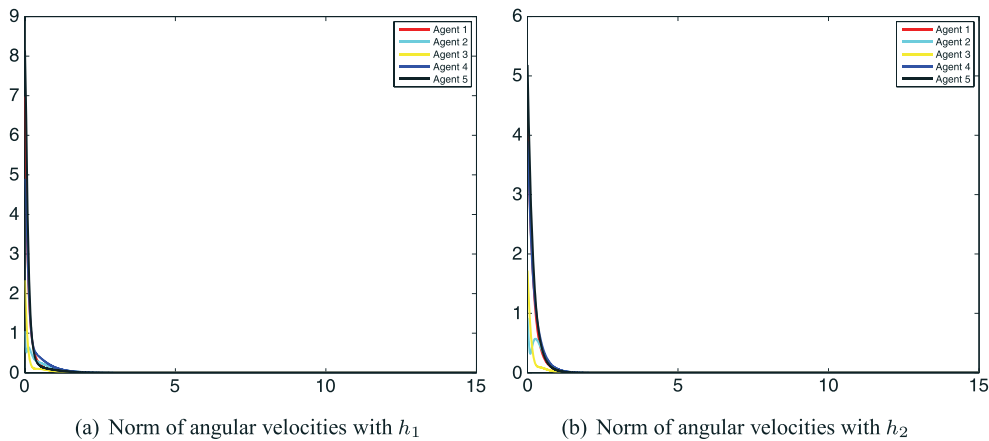 9
8
7
6
5
4
3
2
1
0
0 5 10 15
Agent 1
Agent 2
Agent 3
Agent 4
Agent 5
(a) Norm of angular velocities with h₁
6
5
4
3
2
1
0
0 5 10 15
Agent 1
Agent 2
Agent 3
Agent 4
Agent 5
(b) Norm of angular velocities with h₂